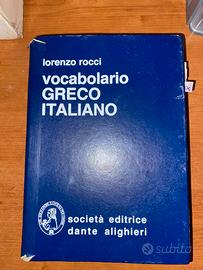 lorenzo rocci
vocabolario
GRECO
ITALIANO
società editrice
dante alighieri
subito